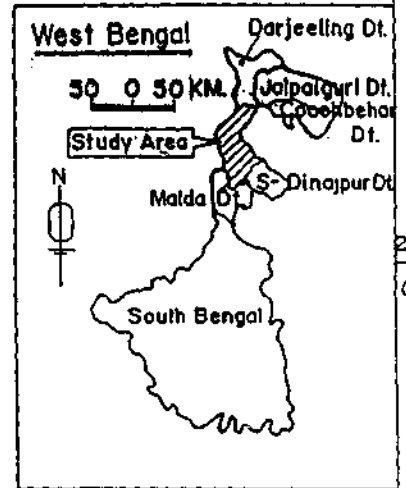 West Bengal
Darjeeling Dt.
50 0 50 KM.
Jalpaiguri Dt.
Coochbehar
Dt.
Study Area
N
S- Dinajpur Dt
Malda Dt
South Bengal